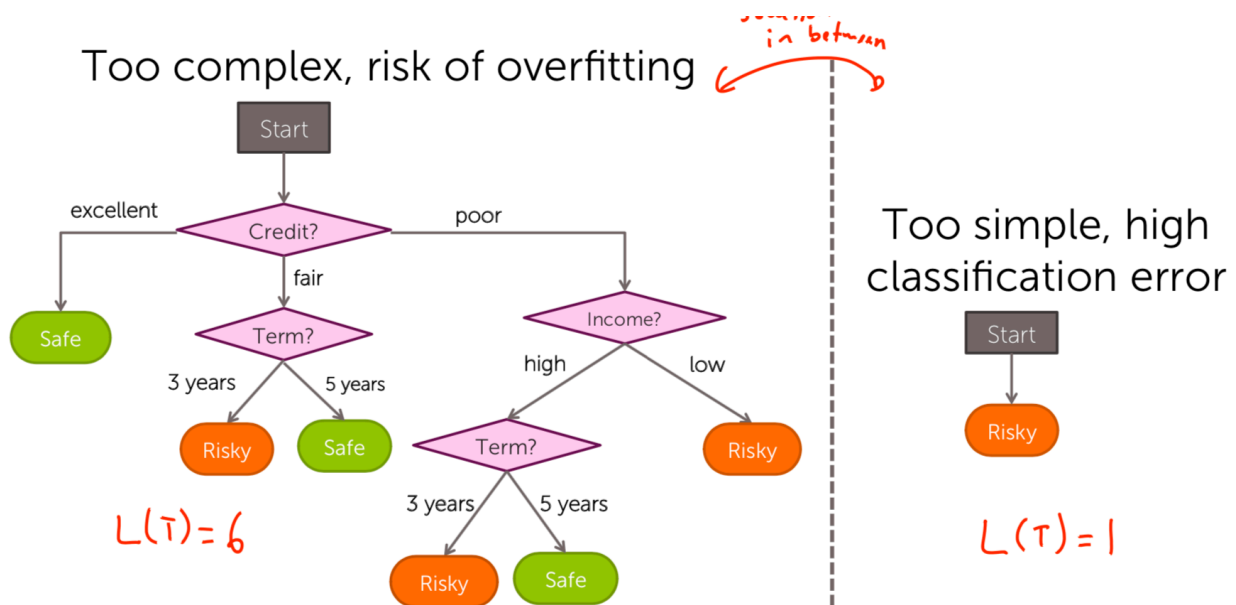 in between
Too complex, risk of overfitting
Start
excellent
Credit?
poor
fair
Safe
Term?
Income?
3 years
5 years
high
low
Risky
Safe
Term?
Risky
3 years
5 years
Risky
Safe
L(T)=6
Too simple, high
classification error
Start
Risky
L(T)=1